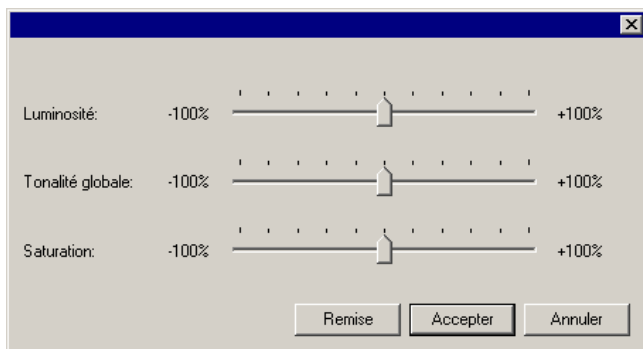 Luminosité: -100% +100%
Tonalité globale: -100% +100%
Saturation: -100% +100%
Remise Accepter Annuler